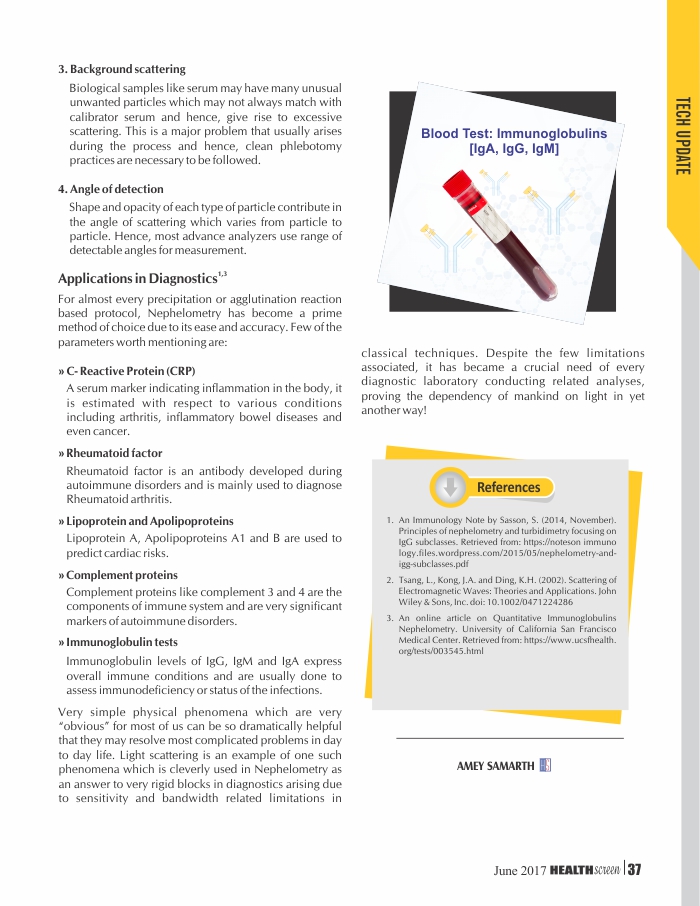 3. Background scattering
Biological samples like serum may have many unusual
unwanted particles which may not always match with
calibrator serum and hence, give rise to excessive
scattering. This is a major problem that usually arises
during the process and hence, clean phlebotomy
practices are necessary to be followed.
4. Angle of detection
Shape and opacity of each type of particle contribute in
the angle of scattering which varies from particle to
particle. Hence, most advance analyzers use range of
detectable angles for measurement.
Applications in Diagnostics1,3
For almost every precipitation or agglutination reaction
based protocol, Nephelometry has become a prime
method of choice due to its ease and accuracy. Few of the
parameters worth mentioning are:
» C- Reactive Protein (CRP)
A serum marker indicating inflammation in the body, it
is estimated with respect to various conditions
including arthritis, inflammatory bowel diseases and
even cancer.
» Rheumatoid factor
Rheumatoid factor is an antibody developed during
autoimmune disorders and is mainly used to diagnose
Rheumatoid arthritis.
» Lipoprotein and Apolipoproteins
Lipoprotein A, Apolipoproteins A1 and B are used to
predict cardiac risks.
» Complement proteins
Complement proteins like complement 3 and 4 are the
components of immune system and are very significant
markers of autoimmune disorders.
» Immunoglobulin tests
Immunoglobulin levels of IgG, IgM and IgA express
overall immune conditions and are usually done to
assess immunodeficiency or status of the infections.
Very simple physical phenomena which are very
“obvious” for most of us can be so dramatically helpful
that they may resolve most complicated problems in day
to day life. Light scattering is an example of one such
phenomena which is cleverly used in Nephelometry as
an answer to very rigid blocks in diagnostics arising due
to sensitivity and bandwidth related limitations in
Blood Test: Immunoglobulins
[IgA, IgG, IgM]
classical techniques. Despite the few limitations
associated, it has became a crucial need of every
diagnostic laboratory conducting related analyses,
proving the dependency of mankind on light in yet
another way!
References
1. An Immunology Note by Sasson, S. (2014, November).
Principles of nephelometry and turbidimetry focusing on
IgG subclasses. Retrieved from: https://noteson immuno
logy.files.wordpress.com/2015/05/nephelometry-and-
igg-subclasses.pdf
2. Tsang, L., Kong, J.A. and Ding, K.H. (2002). Scattering of
Electromagnetic Waves: Theories and Applications. John
Wiley & Sons, Inc. doi: 10.1002/0471224286
3. An online article on Quantitative Immunoglobulins
Nephelometry. University of California San Francisco
Medical Center. Retrieved from: https://www.ucsfhealth.
org/tests/003545.html
AMEY SAMARTH
TECH UPDATE
June 2017 HEALTHscreen 37